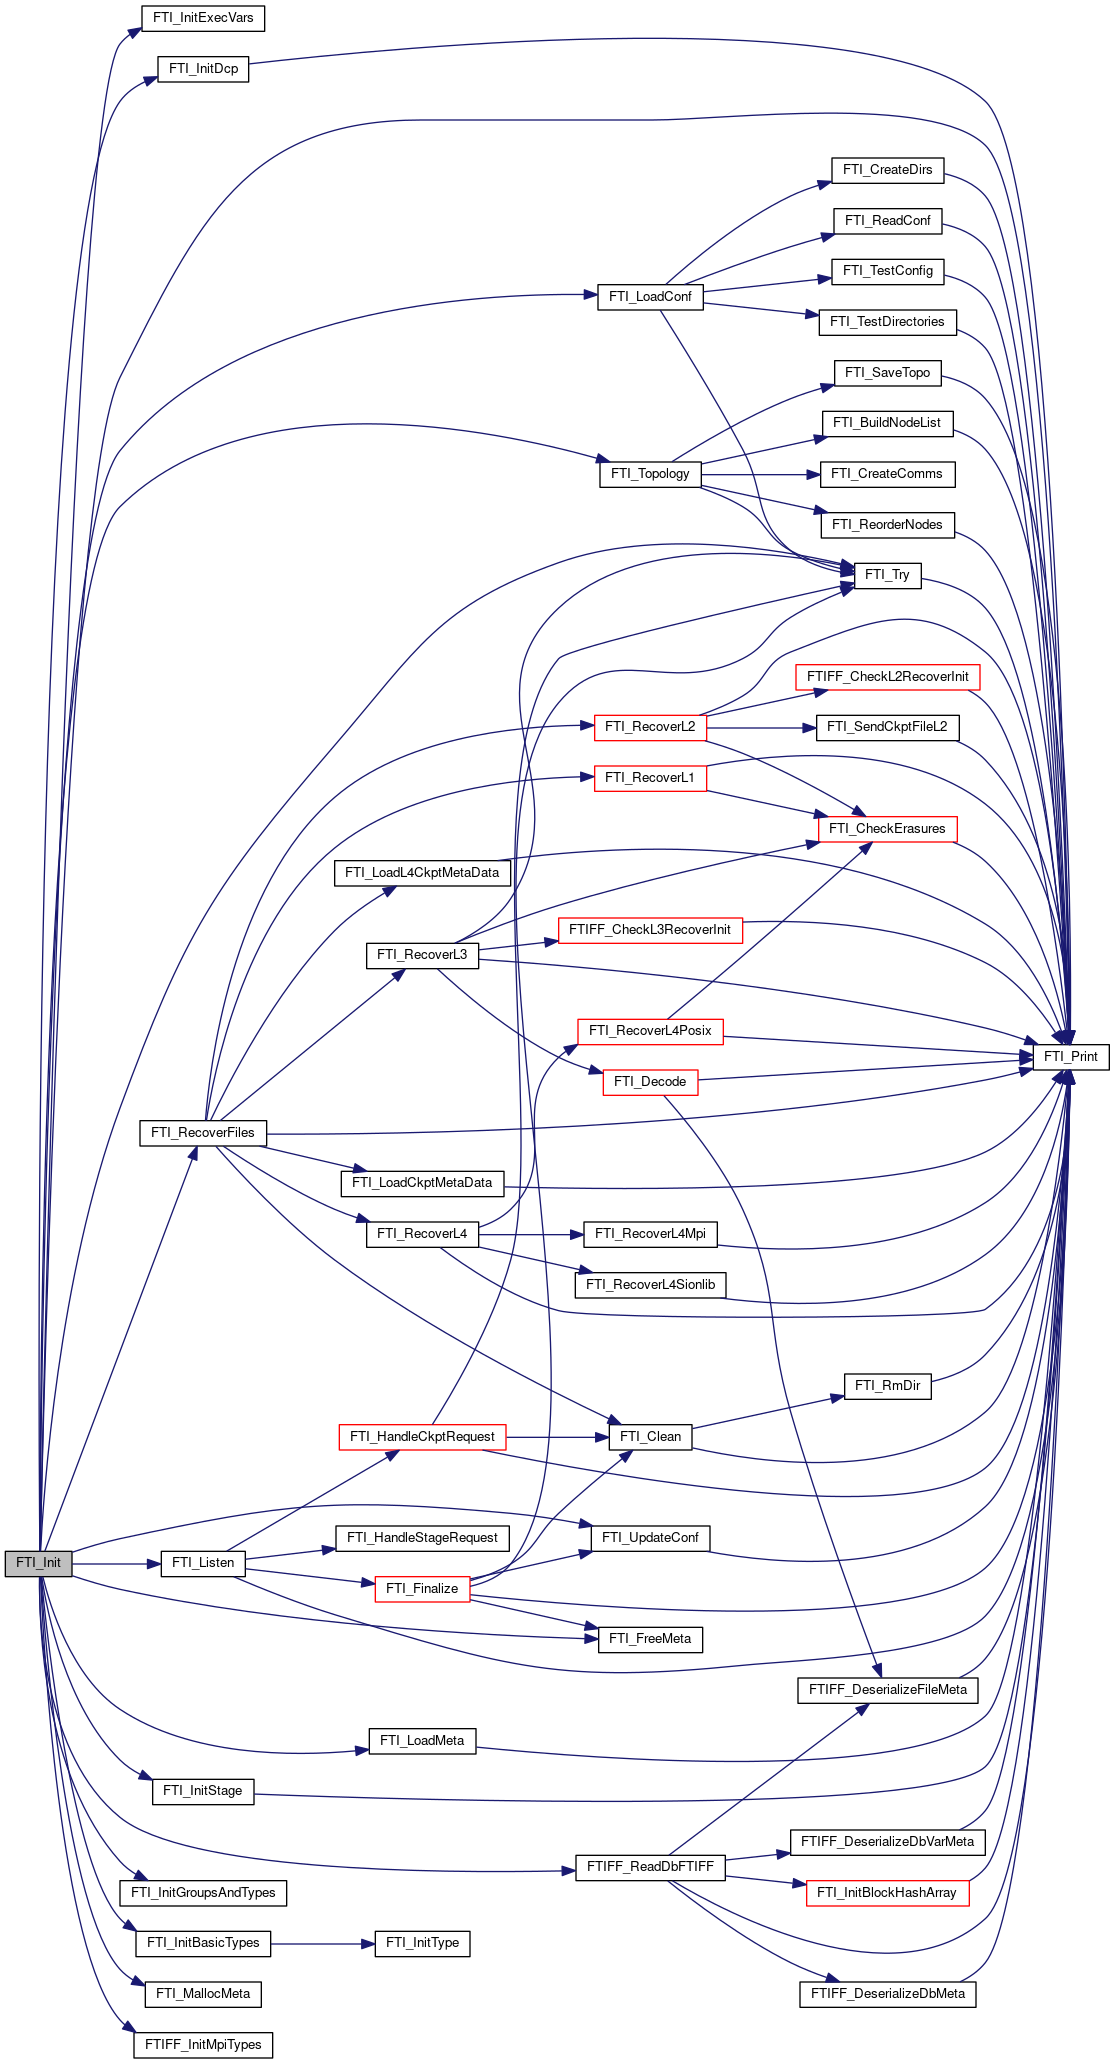 FTI_InitExecVars
FTI_InitDcp
FTI_CreateDirs
FTI_ReadConf
FTI_TestConfig
FTI_LoadConf
FTI_TestDirectories
FTI_SaveTopo
FTI_BuildNodeList
FTI_Topology
FTI_CreateComms
FTI_ReorderNodes
FTI_Try
FTIFF_CheckL2RecoverInit
FTI_RecoverL2
FTI_SendCkptFileL2
FTI_RecoverL1
FTI_CheckErasures
FTI_LoadL4CkptMetaData
FTIFF_CheckL3RecoverInit
FTI_RecoverL3
FTI_RecoverL4Posix
FTI_Print
FTI_Decode
FTI_RecoverFiles
FTI_LoadCkptMetaData
FTI_RecoverL4
FTI_RecoverL4Mpi
FTI_RecoverL4Sionlib
FTI_RmDir
FTI_HandleCkptRequest
FTI_Clean
FTI_HandleStageRequest
FTI_UpdateConf
FTI_Init
FTI_Listen
FTI_Finalize
FTI_FreeMeta
FTIFF_DeserializeFileMeta
FTI_LoadMeta
FTI_InitStage
FTIFF_DeserializeDbVarMeta
FTIFF_ReadDbFTIFF
FTI_InitGroupsAndTypes
FTI_InitBlockHashArray
FTI_InitBasicTypes
FTI_InitType
FTI_MallocMeta
FTIFF_DeserializeDbMeta
FTIFF_InitMpiTypes